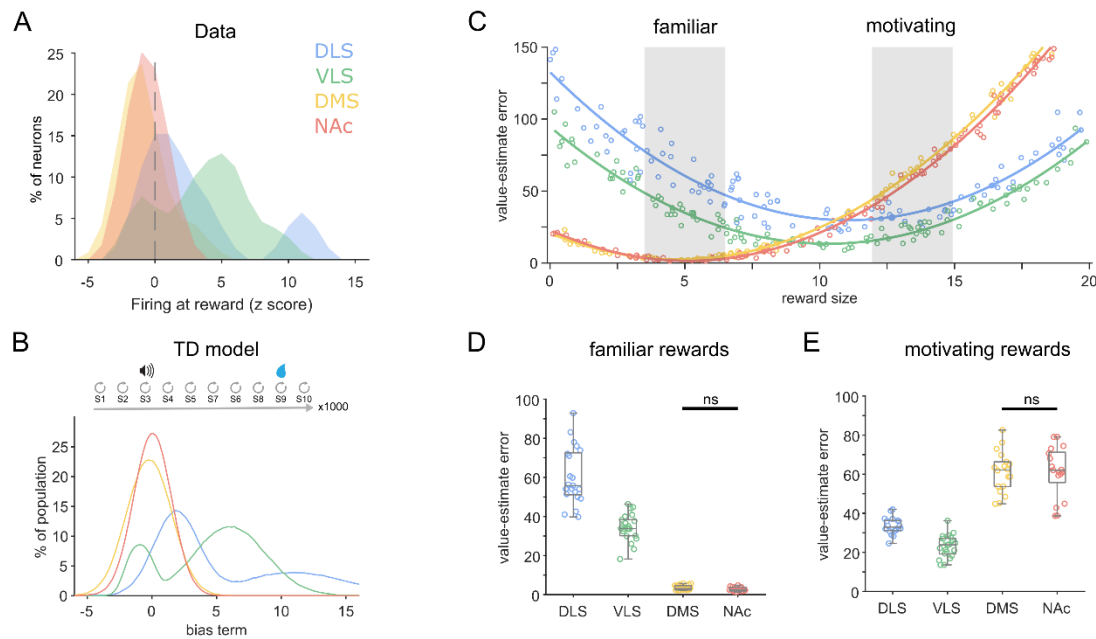 A
Data
DLS
VLS
DMS
NAc
25
20
15
10
5
0
% of neurons
-5 0 5 10 15
Firing at reward (z score)
B
TD model
S1 S2 S3 S4 S5 S7 S6 S8 S9 S10
x1000
25
20
15
10
5
0
% of population
-5 0 5 10 15
bias term
C
familiar
motivating
150
100
50
0
value-estimate error
0 5 10 15 20
reward size
D
familiar rewards
ns
100
80
60
40
20
0
value-estimate error
DLS VLS DMS NAc
E
motivating rewards
ns
100
80
60
40
20
0
value-estimate error
DLS VLS DMS NAc